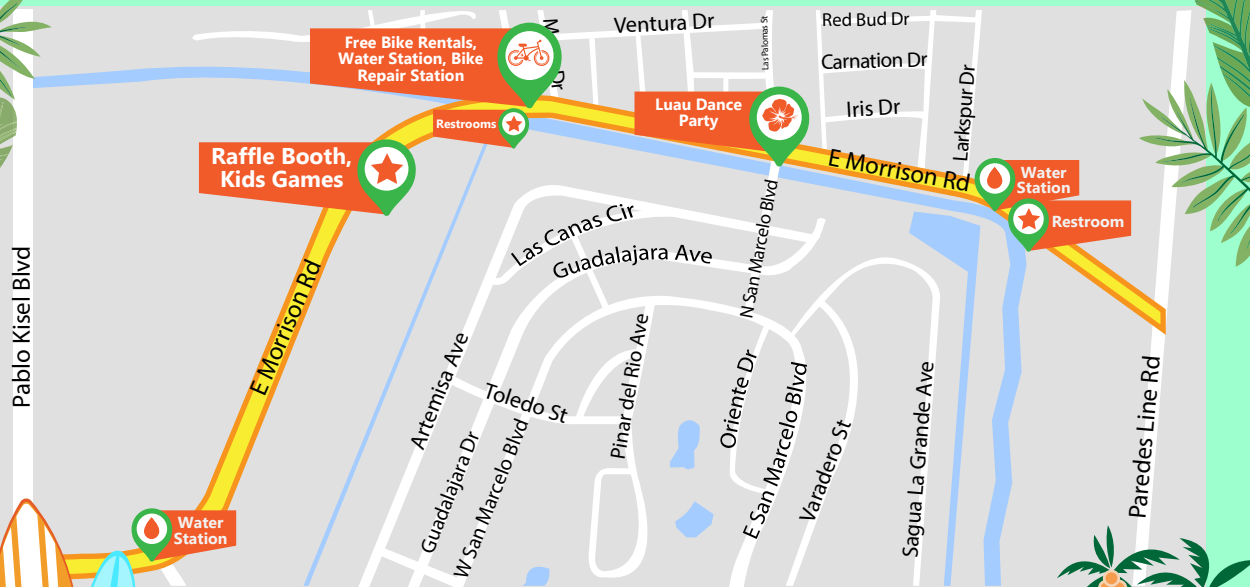 Ventura Dr
Las Palomas St
Red Bud Dr
Carnation Dr
Iris Dr
Larkspur Dr
Dr
Free Bike Rentals,
Water Station, Bike
Repair Station
Restrooms
Luau Dance
Party
Raffle Booth,
Kids Games
E Morrison Rd
Water
Station
Restroom
Las Canas Cir
Guadalajara Ave
N San Marcelo Blvd
Pablo Kisel Blvd
E Morrison Rd
Artemisa Ave
Toledo St
Pinar del Rio Ave
Oriente Dr
E San Marcelo Blvd
Varadero St
Sagua La Grande Ave
Paredes Line Rd
Guadalajara Dr
W San Marcelo Blvd
Water
Station